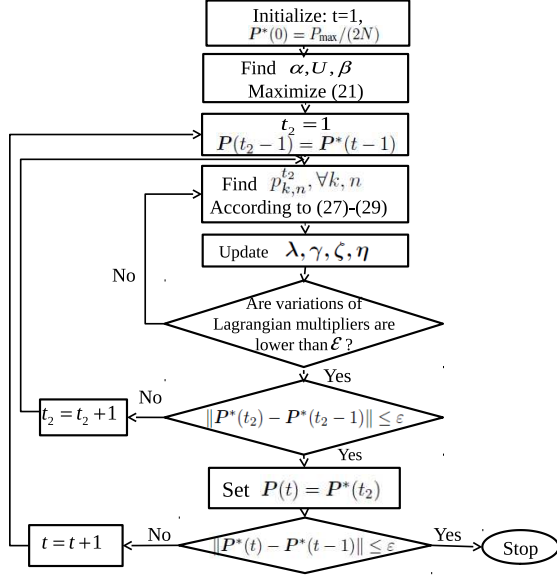 Initialize: t=1,
P*(0) = P_max/(2N)
Find α, U, β
Maximize (21)
t₂ = 1
P(t₂−1) = P*(t−1)
Find p_{k,n}^{t₂}, ∀k, n
According to (27)-(29)
Update λ, γ, ζ, η
No
Are variations of
Lagrangian multipliers are
lower than ε ?
Yes
No
t₂ = t₂+1
‖P*(t₂) − P*(t₂−1)‖ ≤ ε
Yes
Set P(t) = P*(t₂)
t = t+1
No
‖P*(t) − P*(t−1)‖ ≤ ε
Yes
Stop